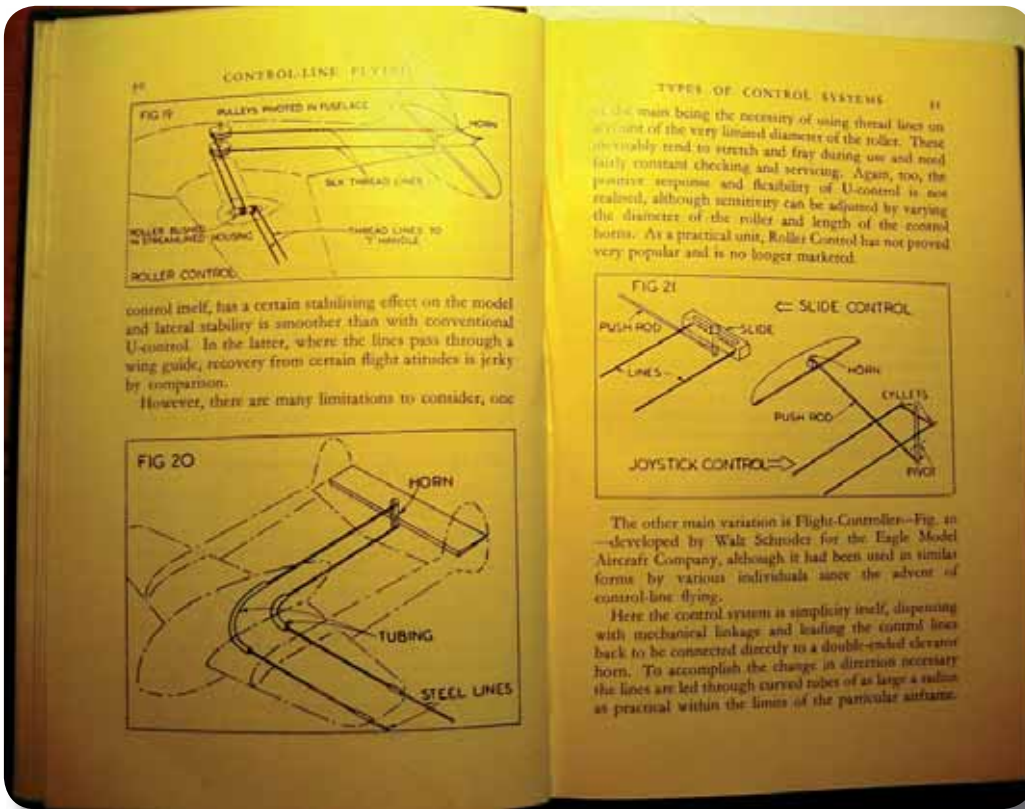 CONTROL-LINE FLYING
FIG 19
PULLEYS PIVOTED IN FUSELAGE
HORN
SILK THREAD LINES
ROLLER BUSHED
IN STREAMLINED HOUSING
THREAD LINES TO
"T" HANDLE
ROLLER CONTROL
control itself, has a certain stabilising effect on the model
and lateral stability is smoother than with conventional
U-control. In the latter, where the lines pass through a
wing guide, recovery from certain flight attitudes is jerky
by comparison.
However, there are many limitations to consider, one
FIG 20
HORN
TUBING
STEEL LINES
TYPES OF CONTROL SYSTEMS
the main being the necessity of using thread lines on
account of the very limited diameter of the roller. These
inevitably tend to stretch and fray during use and need
fairly constant checking and servicing. Again, too, the
positive response and flexibility of U-control is not
realised, although sensitivity can be adjusted by varying
the diameter of the roller and length of the control
horns. As a practical unit, Roller Control has not proved
very popular and is no longer marketed.
FIG 21
SLIDE CONTROL
PUSH ROD
SLIDE
LINES
HORN
PUSH ROD
EYLETS
JOYSTICK CONTROL
PIVOT
The other main variation is Flight-Controller—Fig. 20
—developed by Walt Schroder for the Eagle Model
Aircraft Company, although it had been used in similar
forms by various individuals since the advent of
control-line flying.
Here the control system is simplicity itself, dispensing
with mechanical linkage and leading the control lines
back to be connected directly to a double-ended elevator
horn. To accomplish the change in direction necessary
the lines are led through curved tubes of as large a radius
as practical within the limits of the particular airframe.